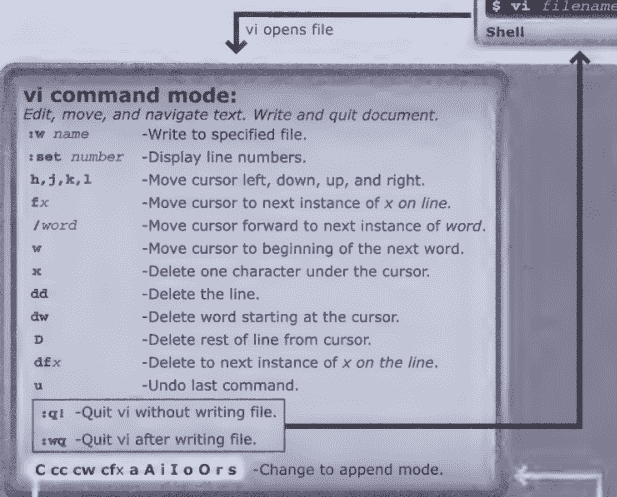 $ vi filename
Shell
vi opens file
vi command mode:
Edit, move, and navigate text. Write and quit document.
:w name -Write to specified file.
:set number -Display line numbers.
h,j,k,l -Move cursor left, down, up, and right.
fx -Move cursor to next instance of x on line.
/word -Move cursor forward to next instance of word.
w -Move cursor to beginning of the next word.
x -Delete one character under the cursor.
dd -Delete the line.
dw -Delete word starting at the cursor.
D -Delete rest of line from cursor.
dfx -Delete to next instance of x on the line.
u -Undo last command.
:q! -Quit vi without writing file.
:wq -Quit vi after writing file.
C cc cw cfx a A i I o O r s -Change to append mode.